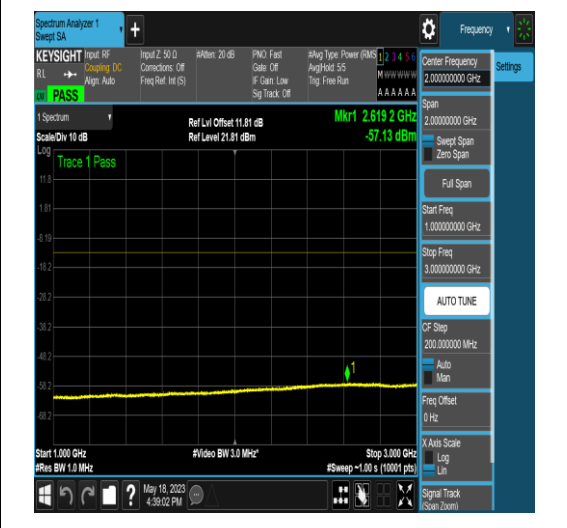 Spectrum Analyzer 1
Swept SA
+
Frequency
KEYSIGHT
RL
PASS
Input: RF
Coupling: DC
Align: Auto
Input Z: 50 Ω
Corrections: Off
Freq Ref: Int (S)
#Atten: 20 dB
PNO: Fast
Gate: Off
IF Gain: Low
Sig Track: Off
#Avg Type: Power (RMS
Avg|Hold: 5/5
Trig: Free Run
1 2 3 4 5 6
M W W W W W
A A A A A A
1 Spectrum
Scale/Div 10 dB
Ref Lvl Offset 11.81 dB
Ref Level 21.81 dBm
Mkr1 2.619 2 GHz
-57.13 dBm
Log
Trace 1 Pass
11.8
1.81
-8.19
-18.2
-28.2
-38.2
-48.2
-58.2
-68.2
1
Start 1.000 GHz
#Res BW 1.0 MHz
#Video BW 3.0 MHz*
Stop 3.000 GHz
#Sweep ~1.00 s (10001 pts)
May 18, 2023
4:39:02 PM
Center Frequency
2.000000000 GHz
Settings
Span
2.00000000 GHz
Swept Span
Zero Span
Full Span
Start Freq
1.000000000 GHz
Stop Freq
3.000000000 GHz
AUTO TUNE
CF Step
200.000000 MHz
Auto
Man
Freq Offset
0 Hz
X Axis Scale
Log
Lin
Signal Track
(Span Zoom)